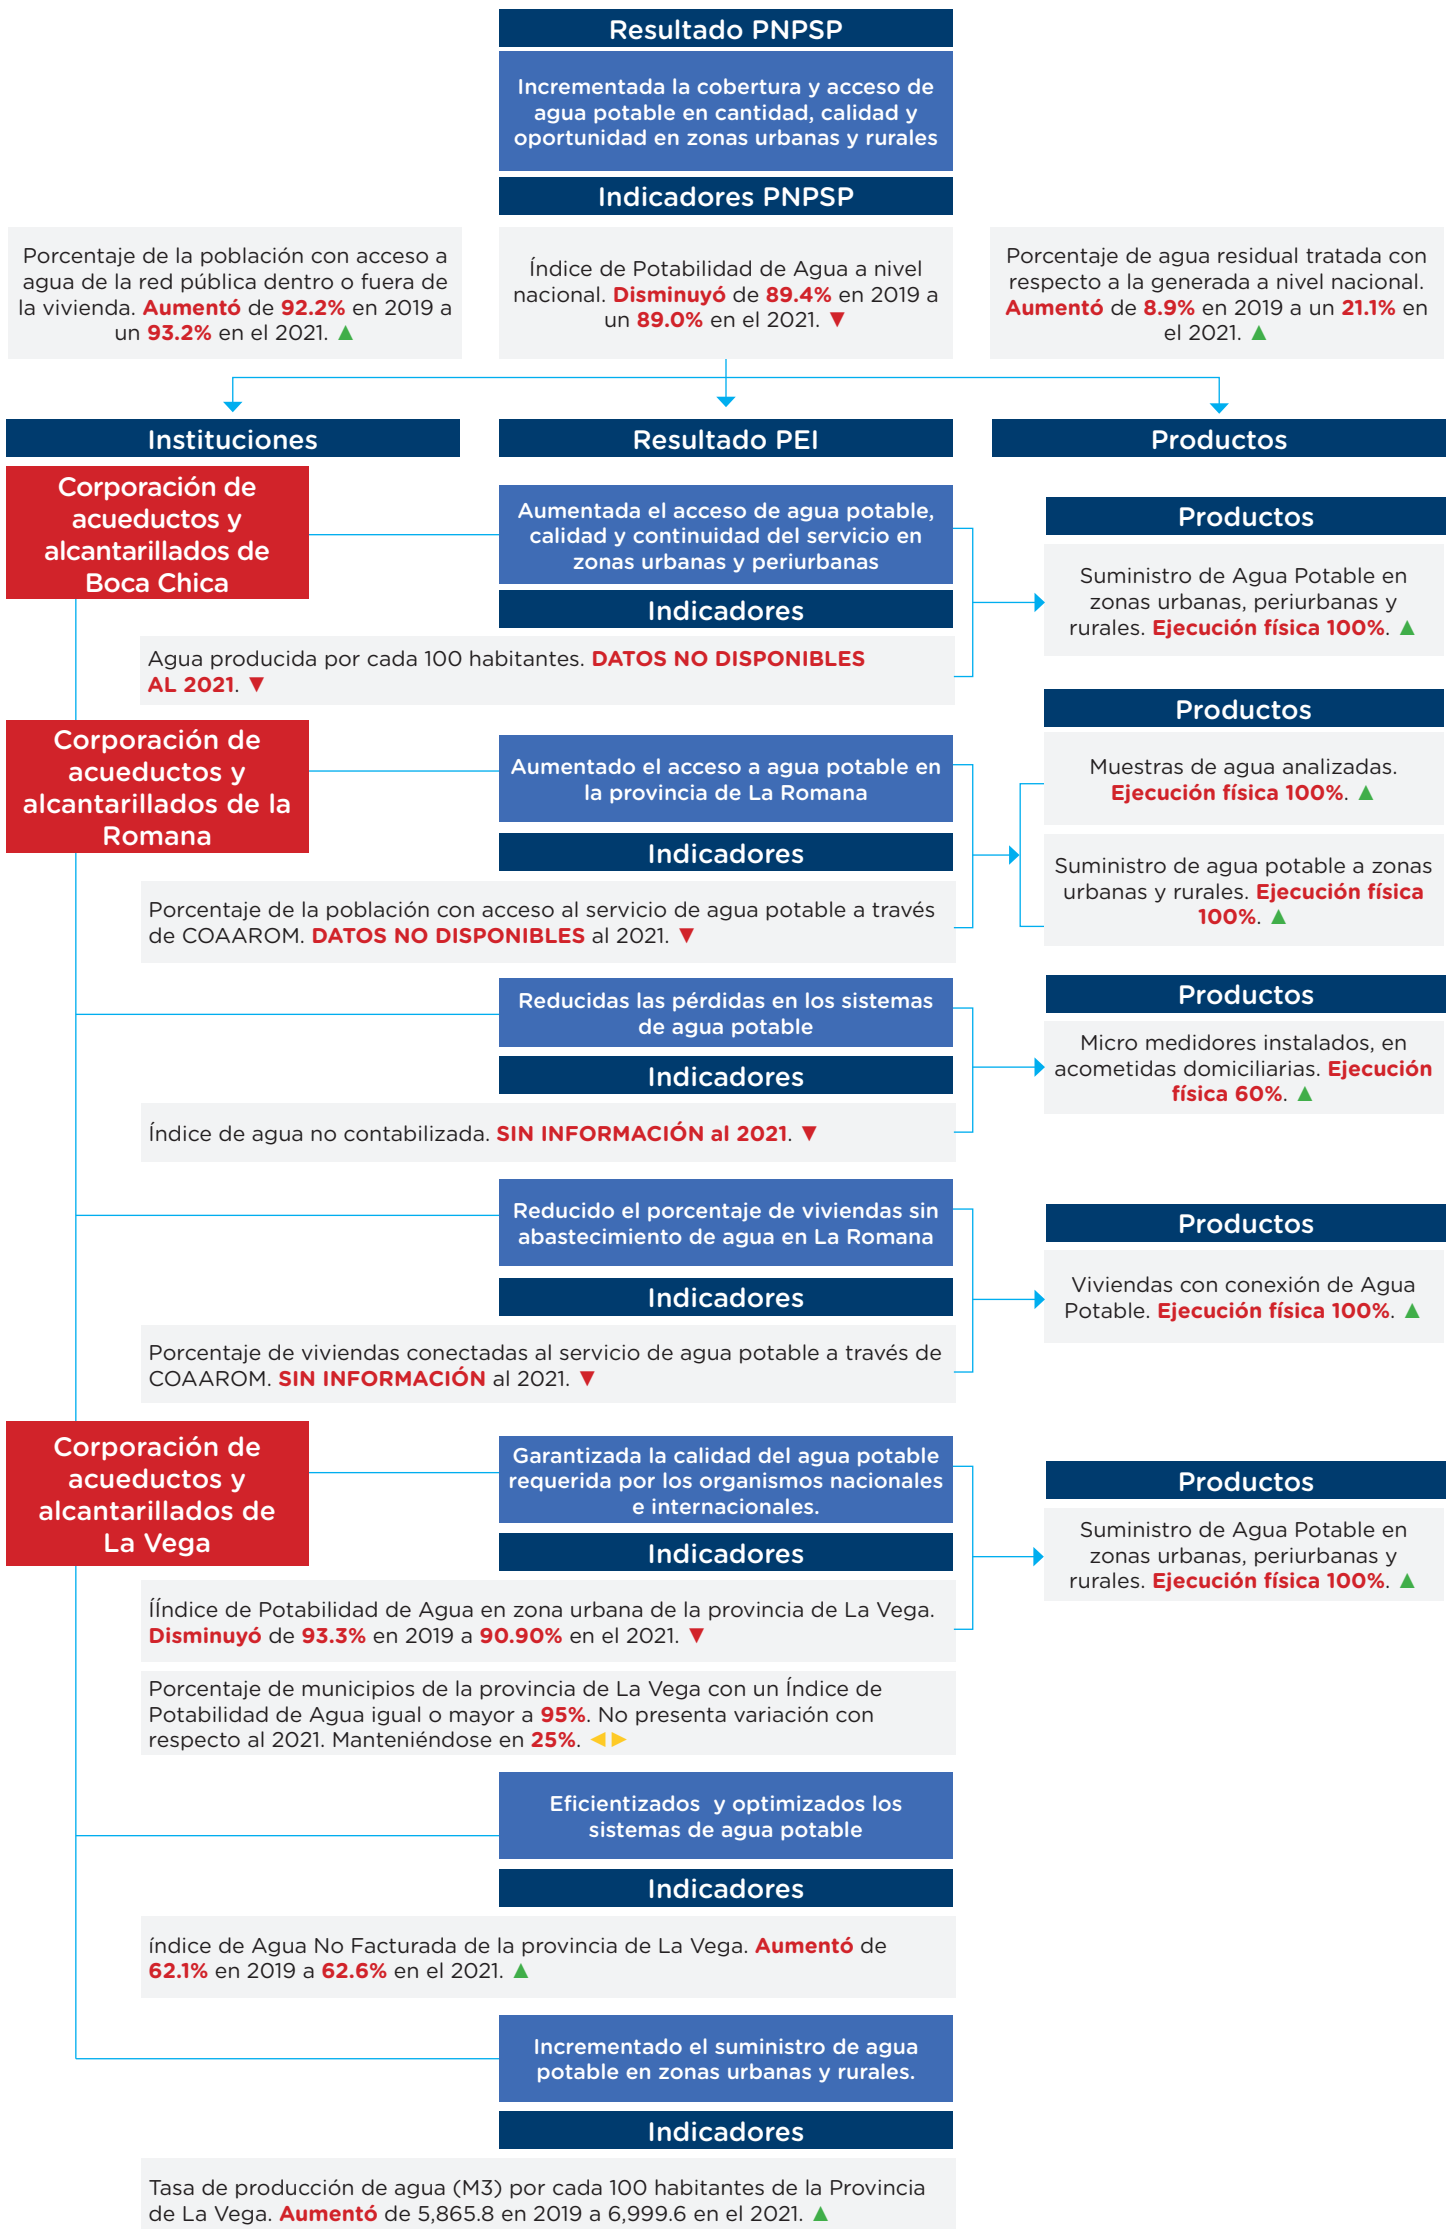 Resultado PNPSP
Incrementada la cobertura y acceso de
agua potable en cantidad, calidad y
oportunidad en zonas urbanas y rurales
Indicadores PNPSP
Porcentaje de la población con acceso a
agua de la red pública dentro o fuera de
la vivienda. Aumentó de 92.2% en 2019 a
un 93.2% en el 2021. ▲
Índice de Potabilidad de Agua a nivel
nacional. Disminuyó de 89.4% en 2019 a
un 89.0% en el 2021. ▼
Porcentaje de agua residual tratada con
respecto a la generada a nivel nacional.
Aumentó de 8.9% en 2019 a un 21.1% en
el 2021. ▲
Instituciones
Resultado PEI
Productos
Corporación de
acueductos y
alcantarillados de
Boca Chica
Aumentada el acceso de agua potable,
calidad y continuidad del servicio en
zonas urbanas y periurbanas
Indicadores
Agua producida por cada 100 habitantes. DATOS NO DISPONIBLES
AL 2021. ▼
Productos
Suministro de Agua Potable en
zonas urbanas, periurbanas y
rurales. Ejecución física 100%. ▲
Corporación de
acueductos y
alcantarillados de la
Romana
Aumentado el acceso a agua potable en
la provincia de La Romana
Indicadores
Porcentaje de la población con acceso al servicio de agua potable a través
de COAAROM. DATOS NO DISPONIBLES al 2021. ▼
Productos
Muestras de agua analizadas.
Ejecución física 100%. ▲
Suministro de agua potable a zonas
urbanas y rurales. Ejecución física
100%. ▲
Reducidas las pérdidas en los sistemas
de agua potable
Indicadores
Índice de agua no contabilizada. SIN INFORMACIÓN al 2021. ▼
Productos
Micro medidores instalados, en
acometidas domiciliarias. Ejecución
física 60%. ▲
Reducido el porcentaje de viviendas sin
abastecimiento de agua en La Romana
Indicadores
Porcentaje de viviendas conectadas al servicio de agua potable a través de
COAAROM. SIN INFORMACIÓN al 2021. ▼
Productos
Viviendas con conexión de Agua
Potable. Ejecución física 100%. ▲
Corporación de
acueductos y
alcantarillados de
La Vega
Garantizada la calidad del agua potable
requerida por los organismos nacionales
e internacionales.
Indicadores
ÍÍndice de Potabilidad de Agua en zona urbana de la provincia de La Vega.
Disminuyó de 93.3% en 2019 a 90.90% en el 2021. ▼
Porcentaje de municipios de la provincia de La Vega con un Índice de
Potabilidad de Agua igual o mayor a 95%. No presenta variación con
respecto al 2021. Manteniéndose en 25%. ◀▶
Productos
Suministro de Agua Potable en
zonas urbanas, periurbanas y
rurales. Ejecución física 100%. ▲
Eficientizados y optimizados los
sistemas de agua potable
Indicadores
índice de Agua No Facturada de la provincia de La Vega. Aumentó de
62.1% en 2019 a 62.6% en el 2021. ▲
Incrementado el suministro de agua
potable en zonas urbanas y rurales.
Indicadores
Tasa de producción de agua (M3) por cada 100 habitantes de la Provincia
de La Vega. Aumentó de 5,865.8 en 2019 a 6,999.6 en el 2021. ▲